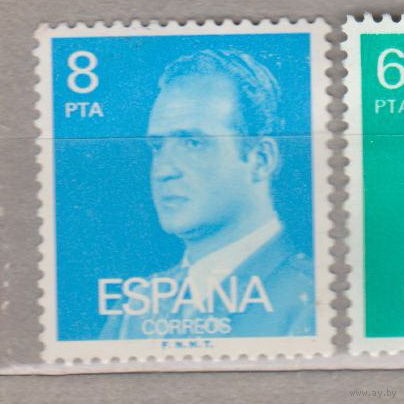 8
PTA
ESPAÑA
CORREOS
F.N.M.T.
6
PTA
www.ay.by